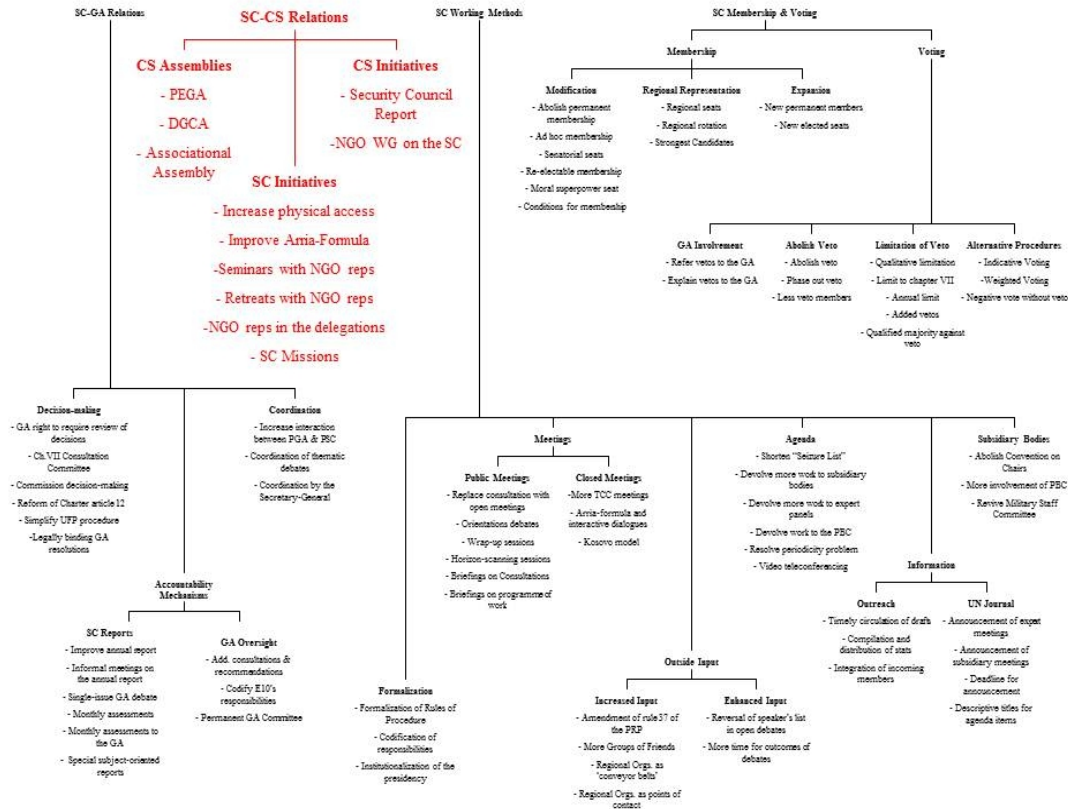 SC-GA Relations
SC-CS Relations
SC Working Methods
SC Membership & Voting
CS Assemblies
- PEGA
- DGCA
- Associational
Assembly
CS Initiatives
- Security Council
Report
-NGO WG on the SC
SC Initiatives
- Increase physical access
- Improve Arria-Formula
-Seminars with NGO reps
- Retreats with NGO reps
-NGO reps in the delegations
- SC Missions
Membership
Voting
Modification
- Abolish permanent
membership
- Ad hoc membership
- Senatorial seats
- Re-electable membership
- Moral superpower seat
- Conditions for membership
Regional Representation
- Regional seats
- Regional rotation
- Strongest Candidates
Expansion
- New permanent members
- New elected seats
GA Involvement
- Refer vetos to the GA
- Explain vetos to the GA
Abolish Veto
- Abolish veto
- Phase out veto
- Less veto members
Limitation of Veto
- Qualitative limitation
- Limit to chapter VII
- Annual limit
- Added vetos
- Qualified majority against
veto
Alternative Procedures
- Indicative Voting
- Weighted Voting
- Negative vote without veto
Decision-making
- GA right to require review of
decisions
- Ch.VII Consultation
Committee
- Commission decision-making
- Reform of Charter article 12
- Simplify UFP procedure
-Legally binding GA
resolutions
Coordination
- Increase interaction
between PGA & PSC
- Coordination of thematic
debates
- Coordination by the
Secretary-General
Accountability
Mechanisms
SC Reports
- Improve annual report
- Informal meetings on
the annual report
- Single-issue GA debate
- Monthly assessments
- Monthly assessments to
the GA
- Special subject-oriented
reports
GA Oversight
- Add. consultations &
recommendations
- Codify E10's
responsibilities
- Permanent GA Committee
Meetings
Public Meetings
- Replace consultation with
open meetings
- Orientations debates
- Wrap-up sessions
- Horizon-scanning sessions
- Briefings on Consultations
- Briefings on programme of
work
Closed Meetings
-More TCC meetings
- Arria-formula and
interactive dialogues
- Kosovo model
Agenda
- Shorten "Seizure List"
- Devolve more work to subsidiary
bodies
- Devolve more work to expert
panels
- Devolve work to the PBC
- Resolve periodicity problem
- Video teleconferencing
Subsidiary Bodies
- Abolish Convention on
Chairs
- More involvement of PBC
- Revive Military Staff
Committee
Information
Outreach
- Timely circulation of drafts
- Compilation and
distribution of stats
- Integration of incoming
members
UN Journal
- Announcement of expert
meetings
- Announcement of
subsidiary meetings
- Deadline for
announcement
- Descriptive titles for
agenda items
Formalization
- Formalization of Rules of
Procedure
- Codification of
responsibilities
- Institutionalization of the
presidency
Outside Input
Increased Input
- Amendment of rule 37 of
the PRP
- More Groups of Friends
- Regional Orgs. as
'conveyor belts'
- Regional Orgs. as points of
contact
Enhanced Input
- Reversal of speaker's list
in open debates
- More time for outcomes of
debates